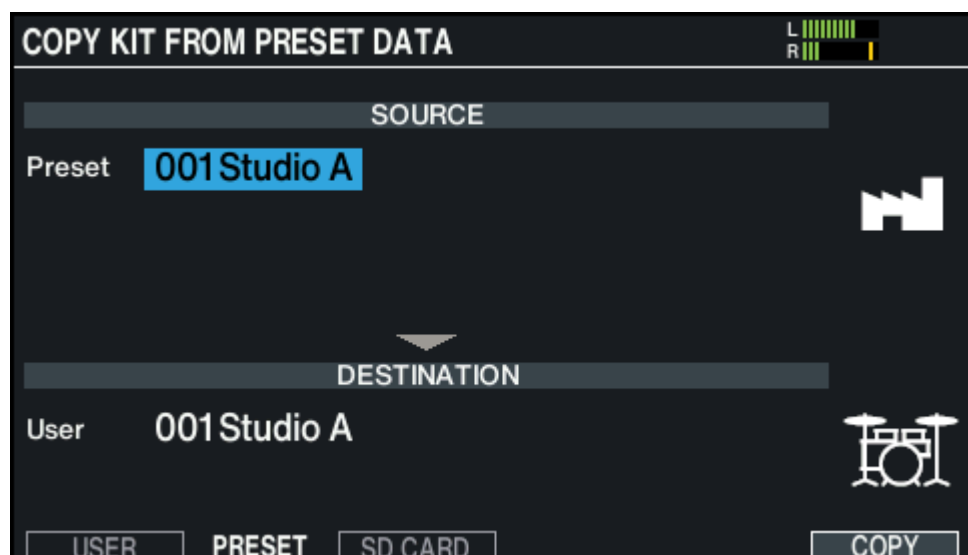 COPY KIT FROM PRESET DATA
L
R
SOURCE
Preset 001 Studio A
DESTINATION
User 001 Studio A
USER PRESET SD CARD COPY